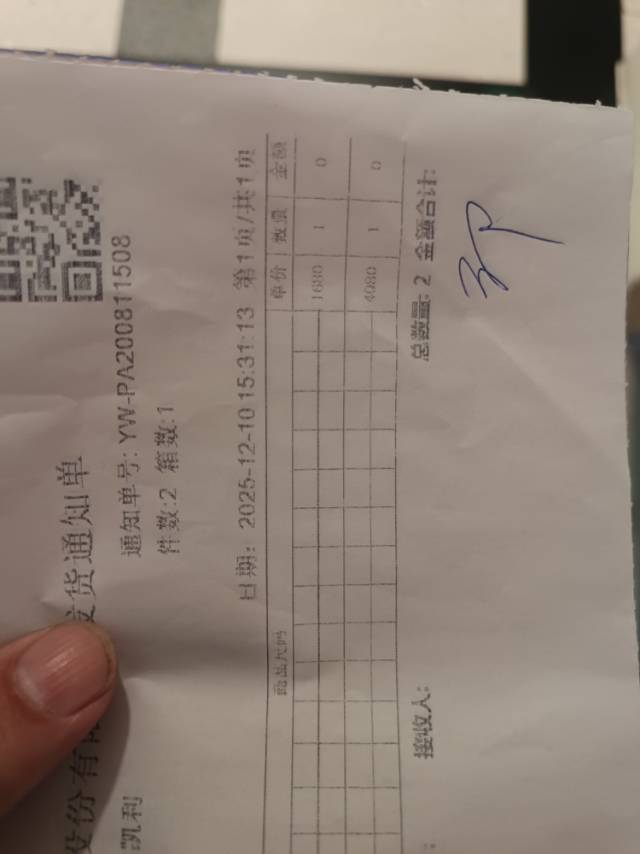 股份有限
发货通知单
凯利
通知单号: YW-PA200811508
件数:2 箱数:1
日期: 2025-12-10 15:31:13 第1页/共1页
商品尺码 单价 数量 金额
1680 1 0
4080 1 0
总数量: 2 金额合计:
接收人: